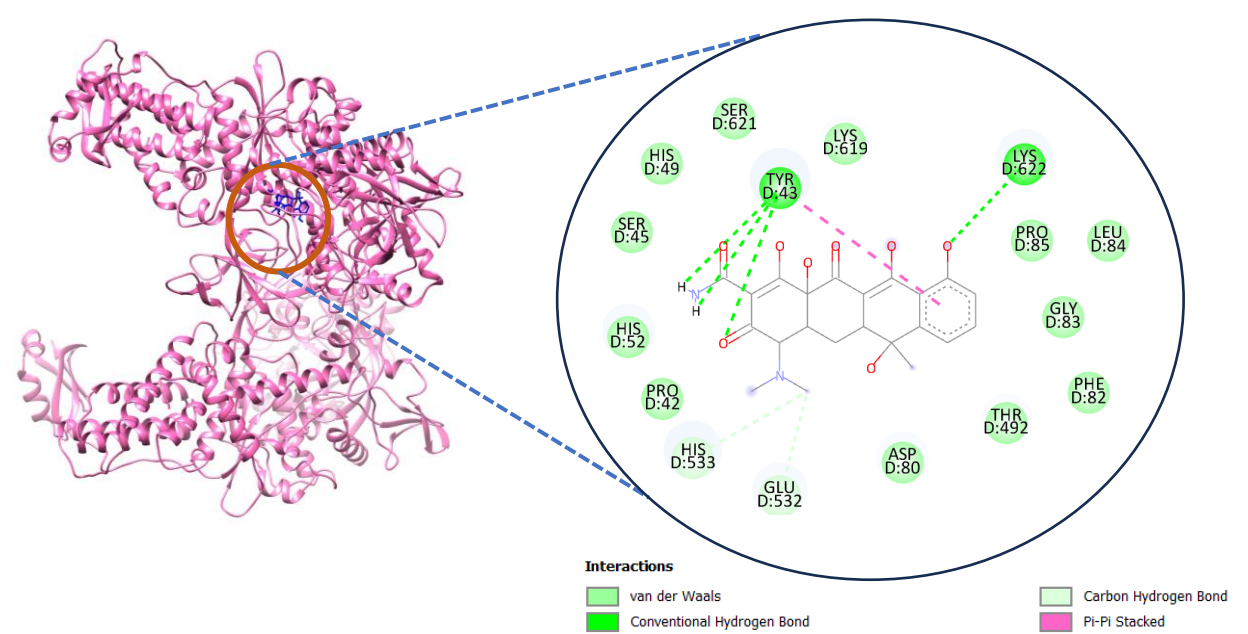 SER
D:621
LYS
D:619
HIS
D:49
LYS
D:622
TYR
D:43
SER
D:45
PRO
D:85
LEU
D:84
O
O
O
O
O
O
H
N
H
GLY
D:83
HIS
D:52
O
O
N
PRO
D:42
PHE
D:82
THR
D:492
HIS
D:533
ASP
D:80
GLU
D:532
Interactions
van der Waals
Conventional Hydrogen Bond
Carbon Hydrogen Bond
Pi-Pi Stacked